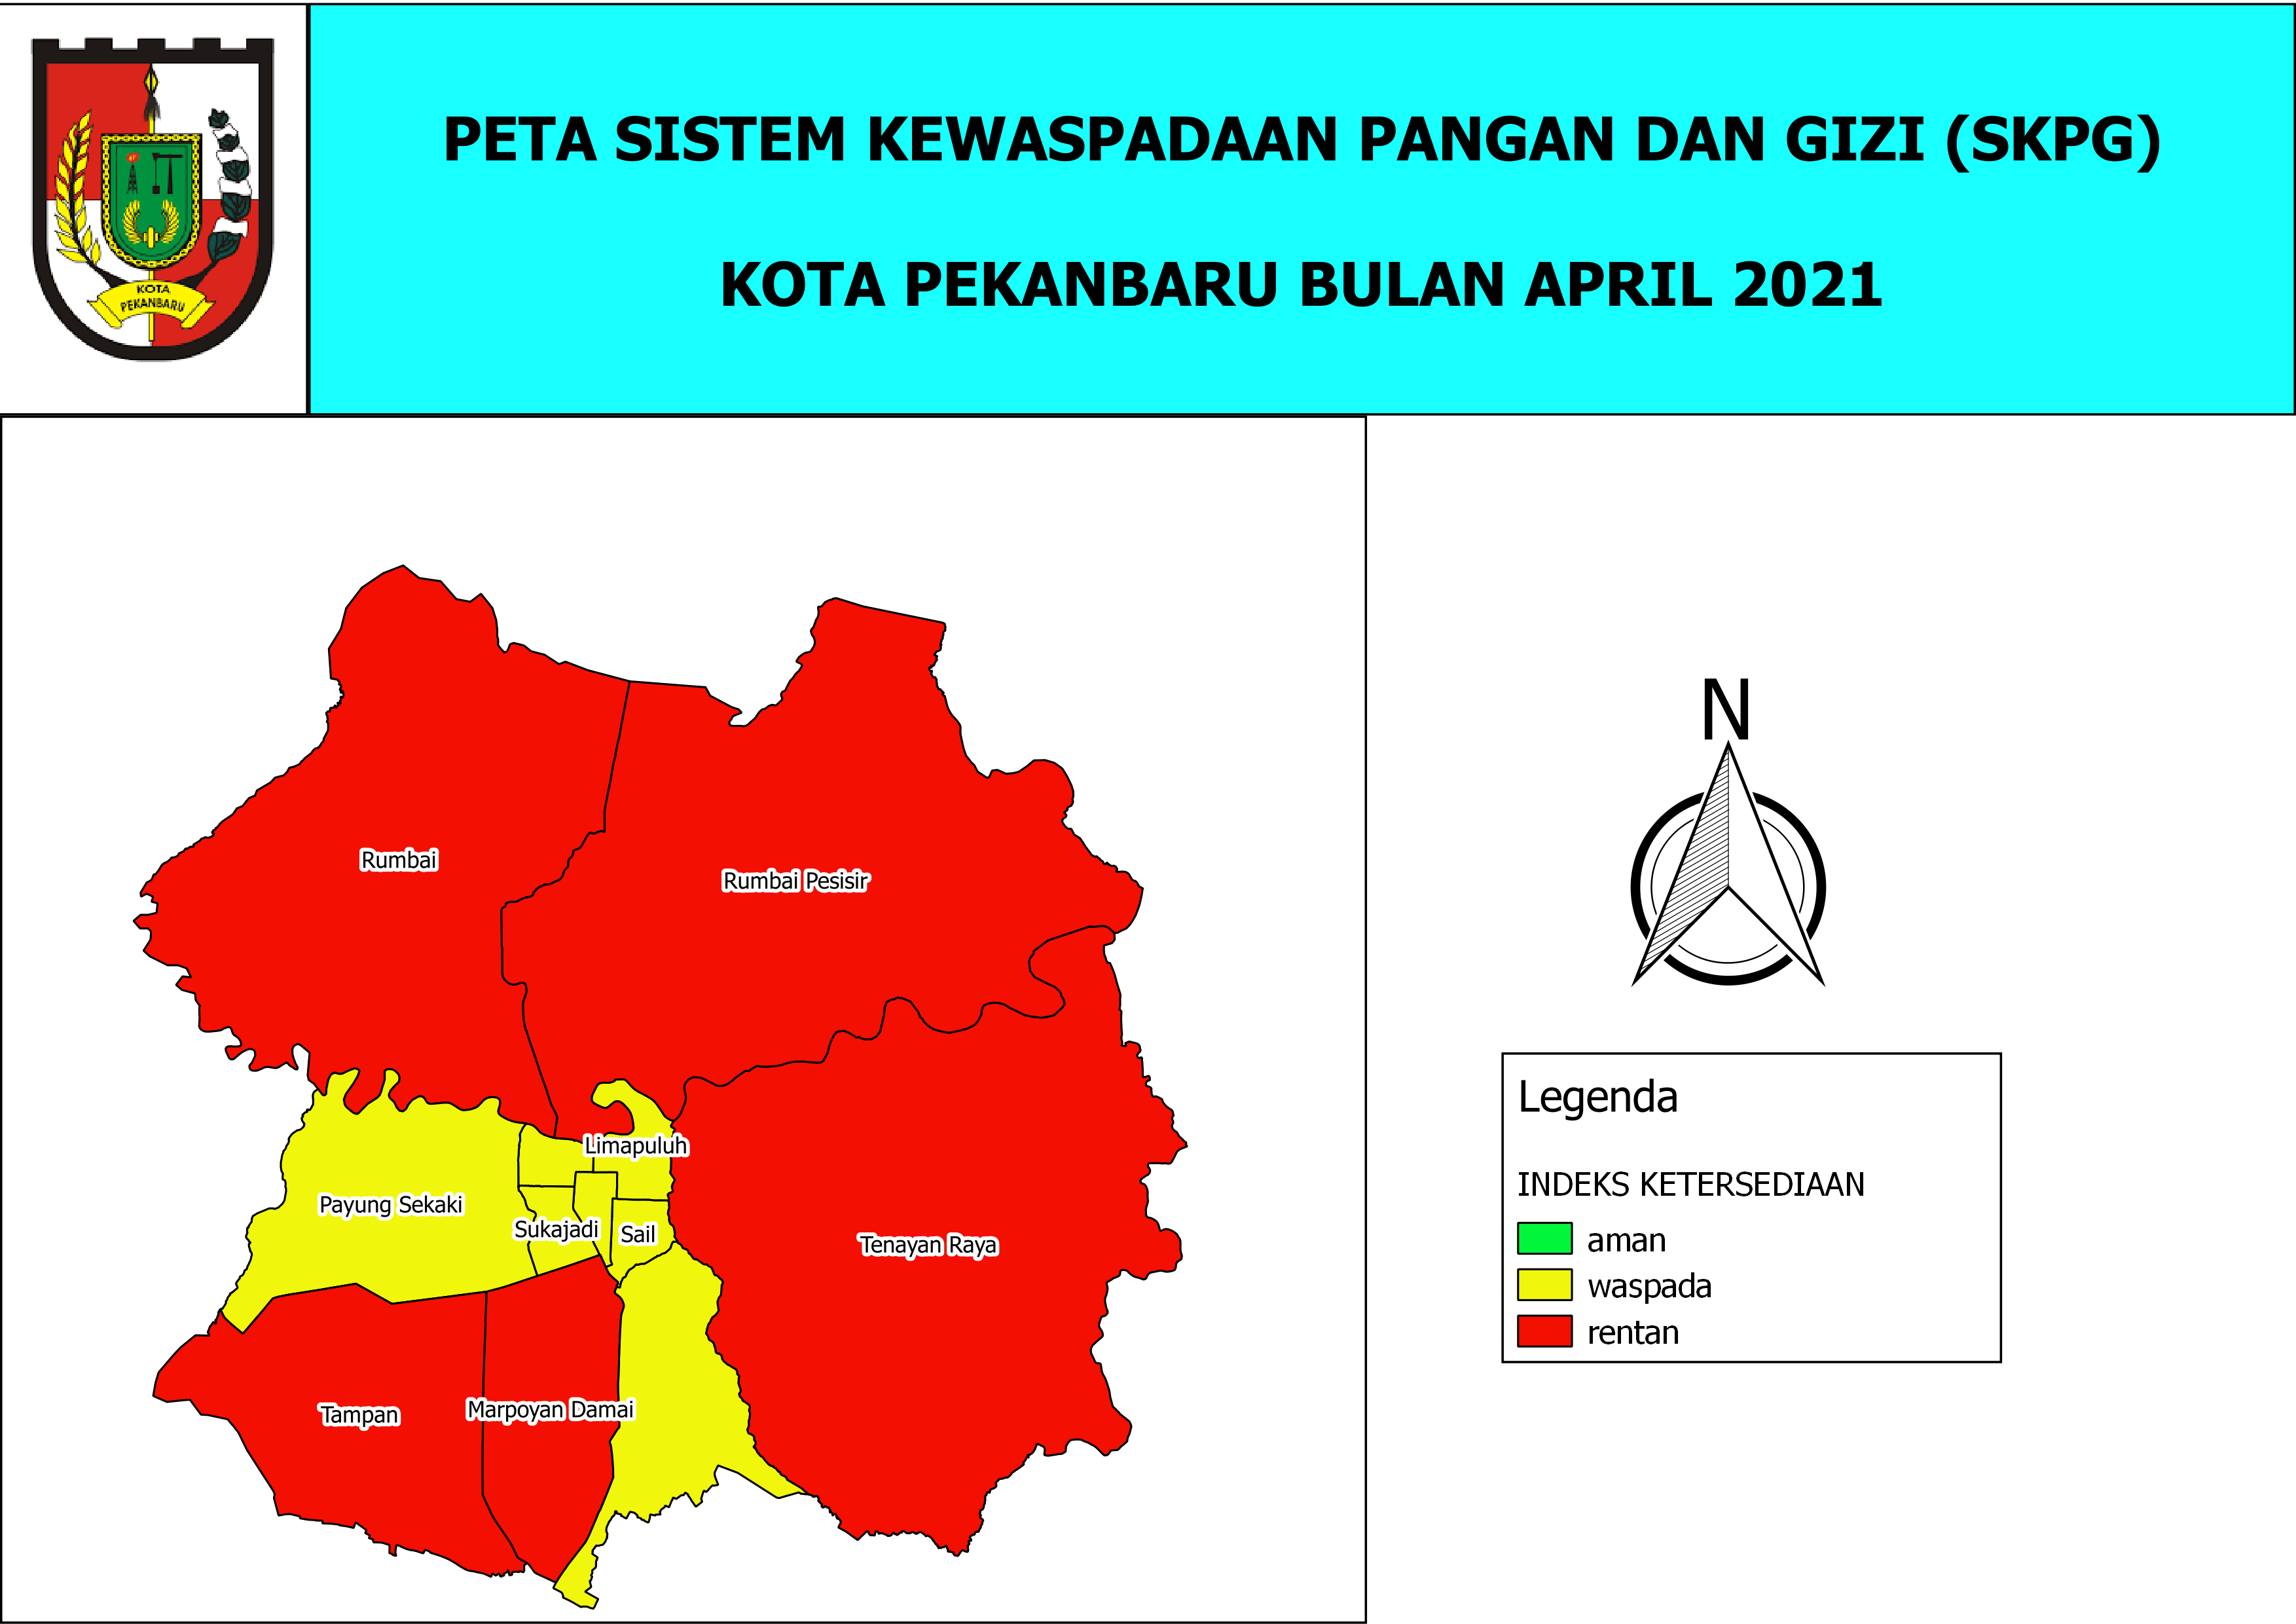 PETA SISTEM KEWASPADAAN PANGAN DAN GIZI (SKPG)
KOTA PEKANBARU BULAN APRIL 2021
KOTA
PEKANBARU
Rumbai
Rumbai Pesisir
Limapuluh
Payung Sekaki
Sukajadi
Sail
Tenayan Raya
Tampan
Marpoyan Damai
N
Legenda
INDEKS KETERSEDIAAN
aman
waspada
rentan